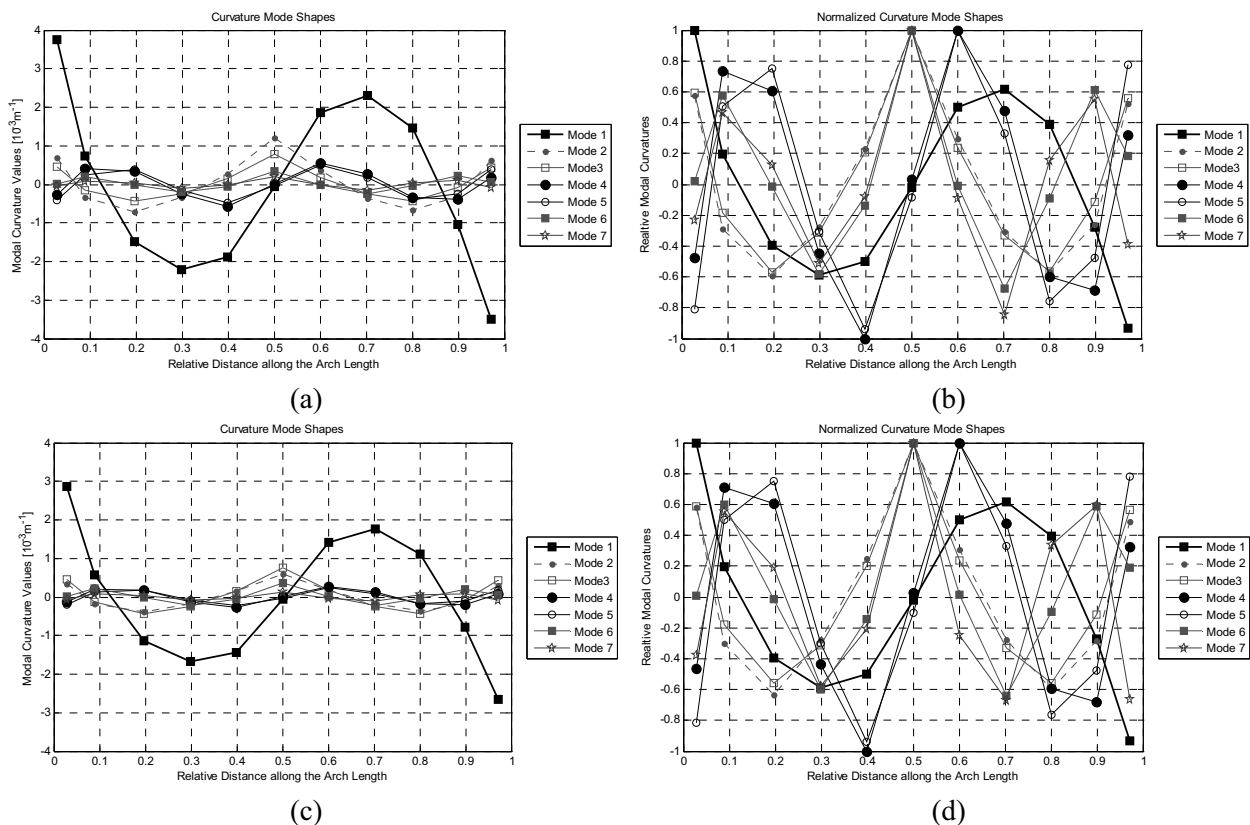 Curvature Mode Shapes
Modal Curvature Values [10-3m-1]
4
3
2
1
0
-1
-2
-3
-4
0 0.1 0.2 0.3 0.4 0.5 0.6 0.7 0.8 0.9 1
Relative Distance allong the Arch Length
Mode 1
Mode 2
Mode3
Mode 4
Mode 5
Mode 6
Mode 7
(a)
Normalized Curvature Mode Shapes
Realtive Modal Curvatures
1
0.8
0.6
0.4
0.2
0
-0.2
-0.4
-0.6
-0.8
-1
0 0.1 0.2 0.3 0.4 0.5 0.6 0.7 0.8 0.9 1
Relative Distance allong the Arch Length
Mode 1
Mode 2
Mode3
Mode 4
Mode 5
Mode 6
Mode 7
(b)
Curvature Mode Shapes
Modal Curvature Values [10-3m-1]
4
3
2
1
0
-1
-2
-3
-4
0 0.1 0.2 0.3 0.4 0.5 0.6 0.7 0.8 0.9 1
Relative Distance allong the Arch Length
Mode 1
Mode 2
Mode3
Mode 4
Mode 5
Mode 6
Mode 7
(c)
Normalized Curvature Mode Shapes
Realtive Modal Curvatures
1
0.8
0.6
0.4
0.2
0
-0.2
-0.4
-0.6
-0.8
-1
0 0.1 0.2 0.3 0.4 0.5 0.6 0.7 0.8 0.9 1
Relative Distance allong the Arch Length
Mode 1
Mode 2
Mode3
Mode 4
Mode 5
Mode 6
Mode 7
(d)